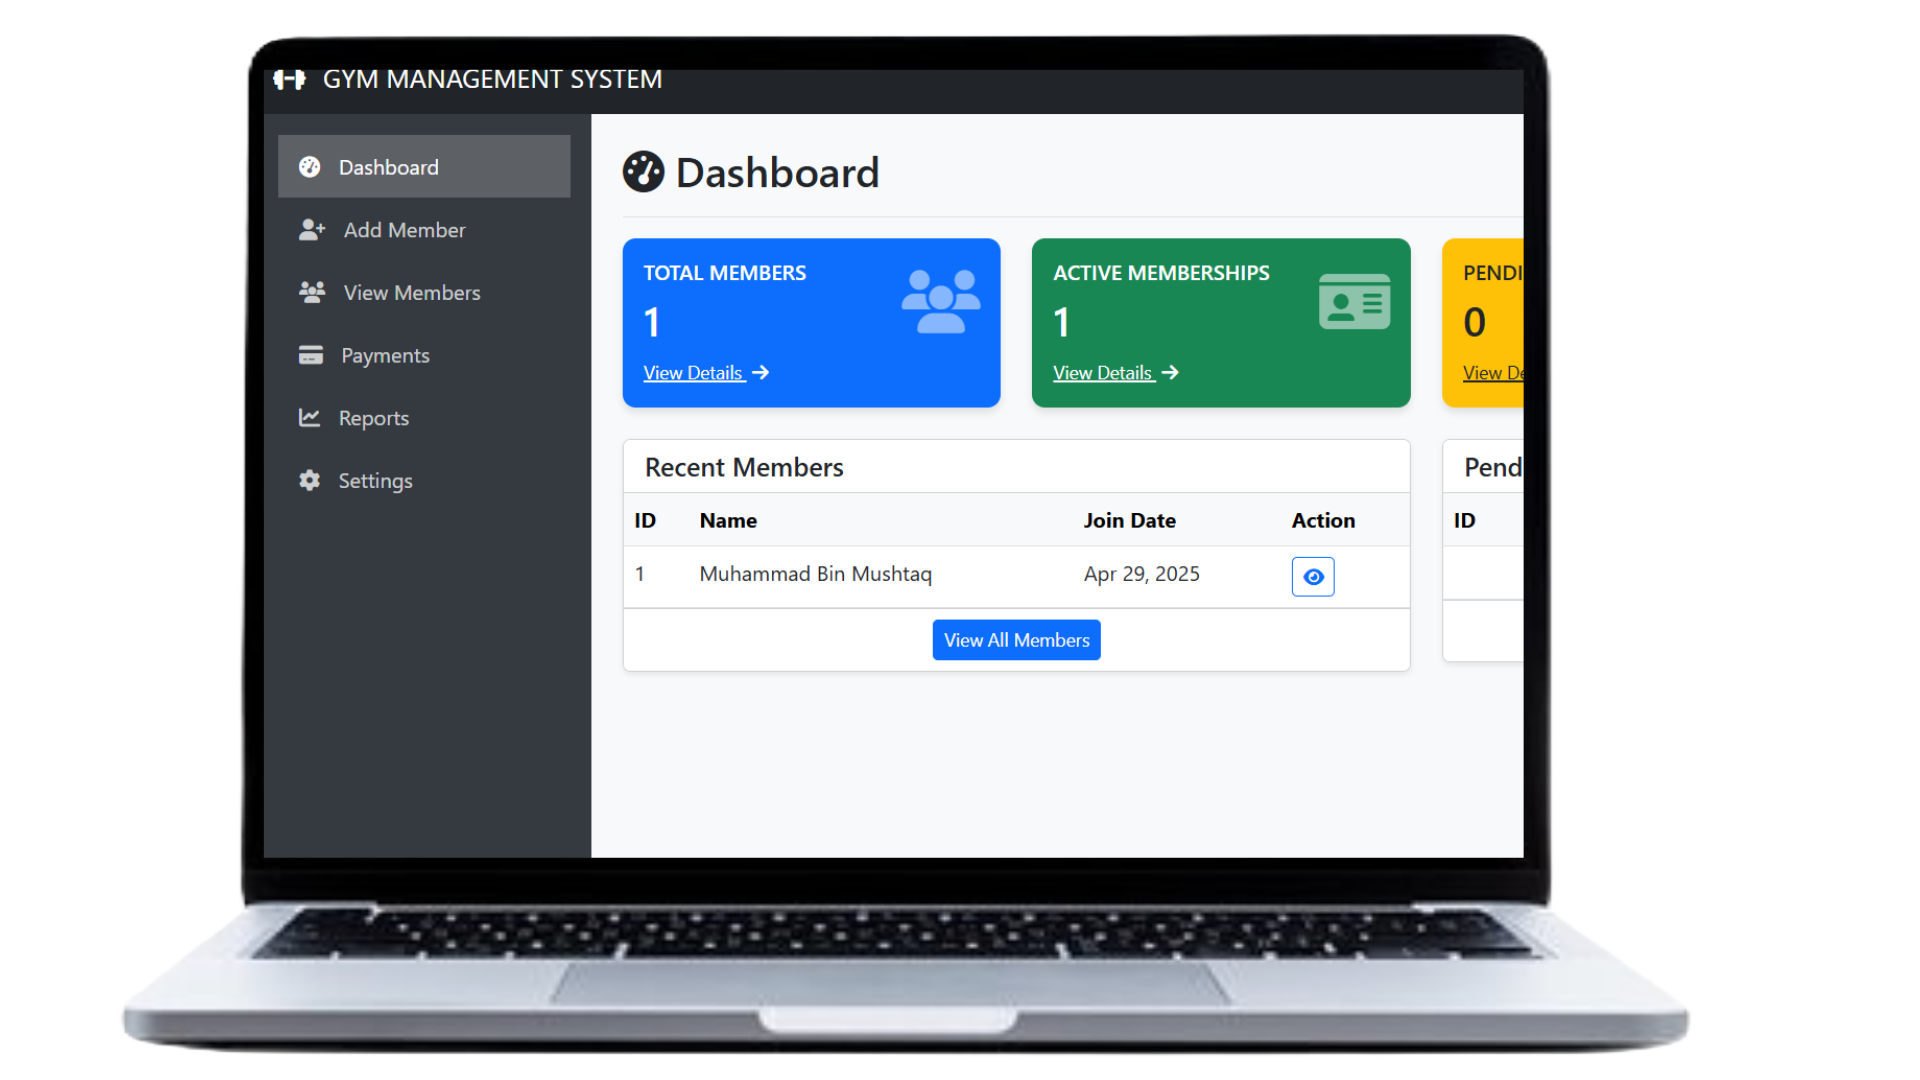 GYM MANAGEMENT SYSTEM
Dashboard
Add Member
View Members
Payments
Reports
Settings
Dashboard
TOTAL MEMBERS
1
View Details
ACTIVE MEMBERSHIPS
1
View Details
PENDI
0
View De
Recent Members
ID Name Join Date Action
1 Muhammad Bin Mushtaq Apr 29, 2025
View All Members
Pend
ID